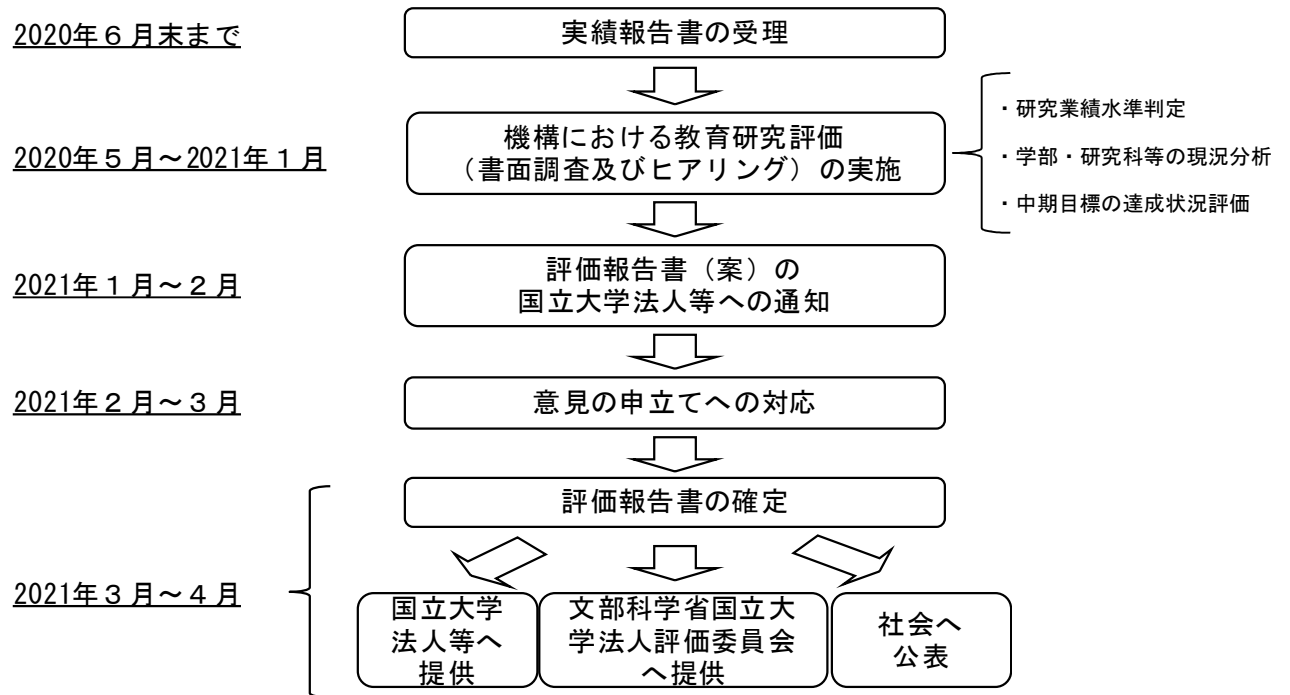 2020年６月末まで
実績報告書の受理
2020年５月～2021年１月
機構における教育研究評価
（書面調査及びヒアリング）の実施
・研究業績水準判定
・学部・研究科等の現況分析
・中期目標の達成状況評価
2021年１月～２月
評価報告書（案）の
国立大学法人等への通知
2021年２月～３月
意見の申立てへの対応
評価報告書の確定
2021年３月～４月
国立大学
法人等へ
提供
文部科学省国立大
学法人評価委員会
へ提供
社会へ
公表